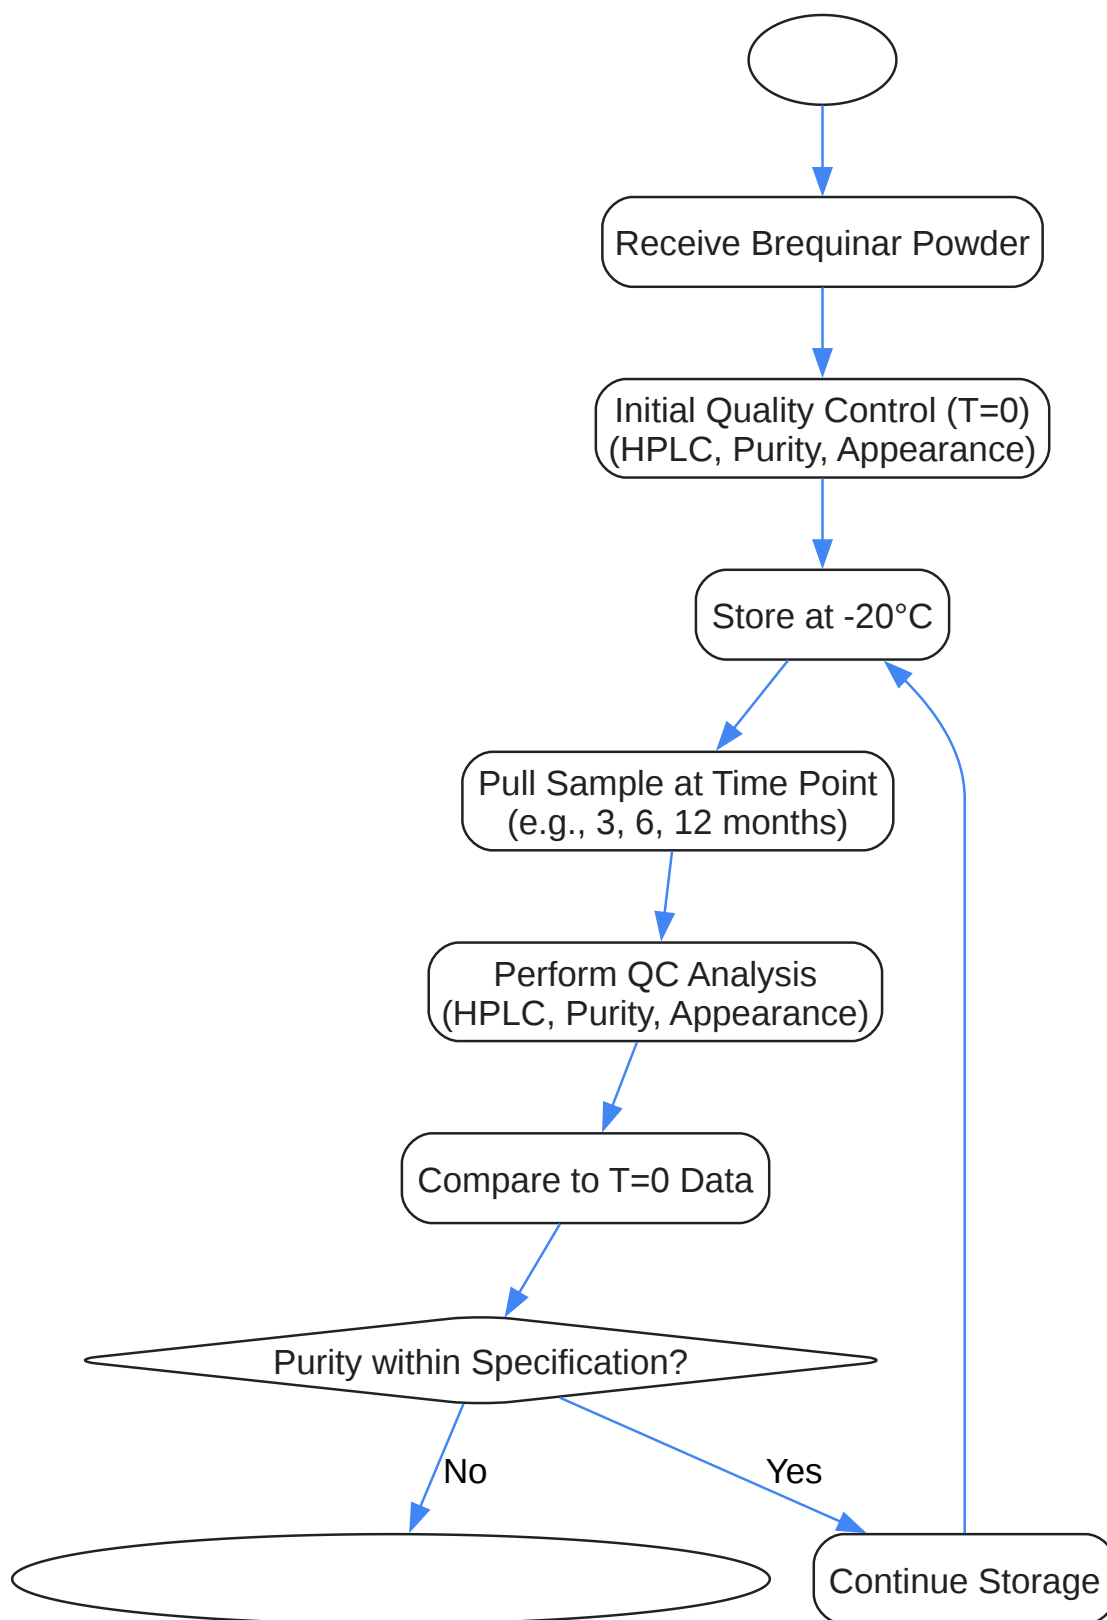 Receive Brequinar Powder
Initial Quality Control (T=0)
(HPLC, Purity, Appearance)
Store at -20°C
Pull Sample at Time Point
(e.g., 3, 6, 12 months)
Perform QC Analysis
(HPLC, Purity, Appearance)
Compare to T=0 Data
Purity within Specification?
No
Yes
Continue Storage